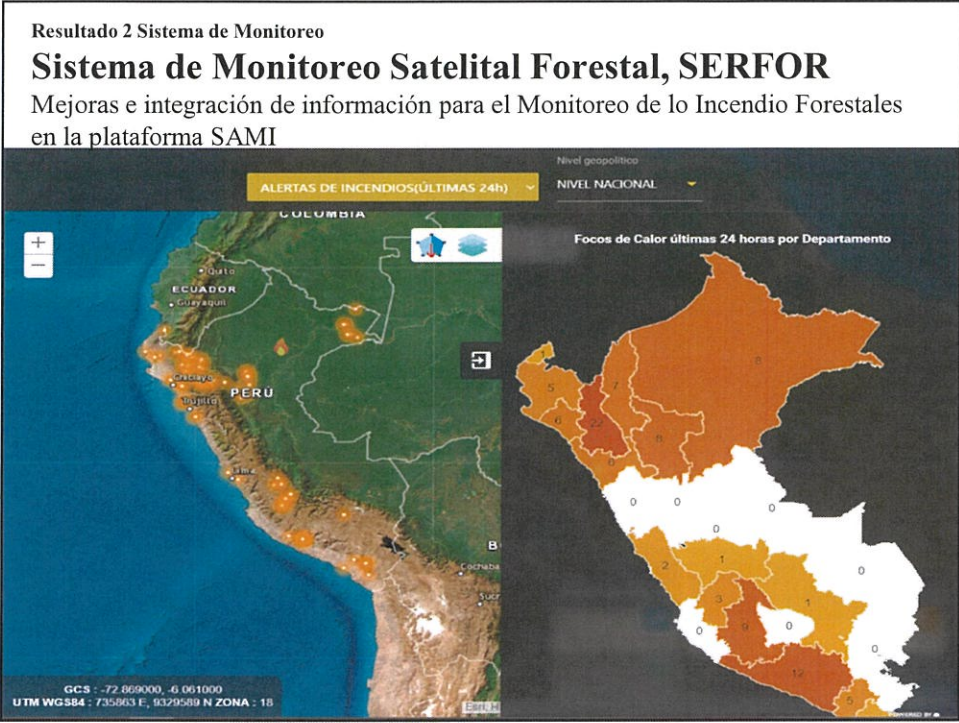 Resultado 2 Sistema de Monitoreo
Sistema de Monitoreo Satelital Forestal, SERFOR
Mejoras e integración de información para el Monitoreo de lo Incendio Forestales
en la plataforma SAMI
Nivel geopolítico
ALERTAS DE INCENDIOS(ÚLTIMAS 24h)
NIVEL NACIONAL
+
−
COLOMBIA
Quito
ECUADOR
Guayaquil
Chiclayo
PERÚ
Trujillo
Lima
B
Cochaba
Sucr
GCS : -72.869000, -6.061000
UTM WGS84 : 735863 E, 9329589 N ZONA : 18
Esri, H
Focos de Calor últimas 24 horas por Departamento
1
5
7
6
22
8
0
0
0
0
2
1
0
3
1
9
0
0
0
12
5
POWERED BY